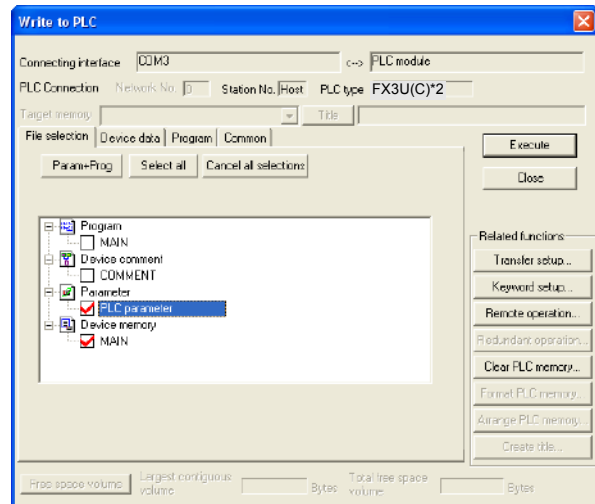 Write to PLC
Connecting interface COM3 <--> PLC module
PLC Connection Network No. 0 Station No. Host PLC type FX3U(C)*2
Target memory Title
File selection Device data Program Common
Execute
Param+Prog Select all Cancel all selections
Close
Program
MAIN
Device comment
COMMENT
Parameter
PLC parameter
Device memory
MAIN
Related functions
Transfer setup...
Keyword setup...
Remote operation...
Redundant operation...
Clear PLC memory...
Format PLC memory...
Arrange PLC memory...
Create title...
Free space volume Largest contiguous volume Bytes Total free space volume Bytes